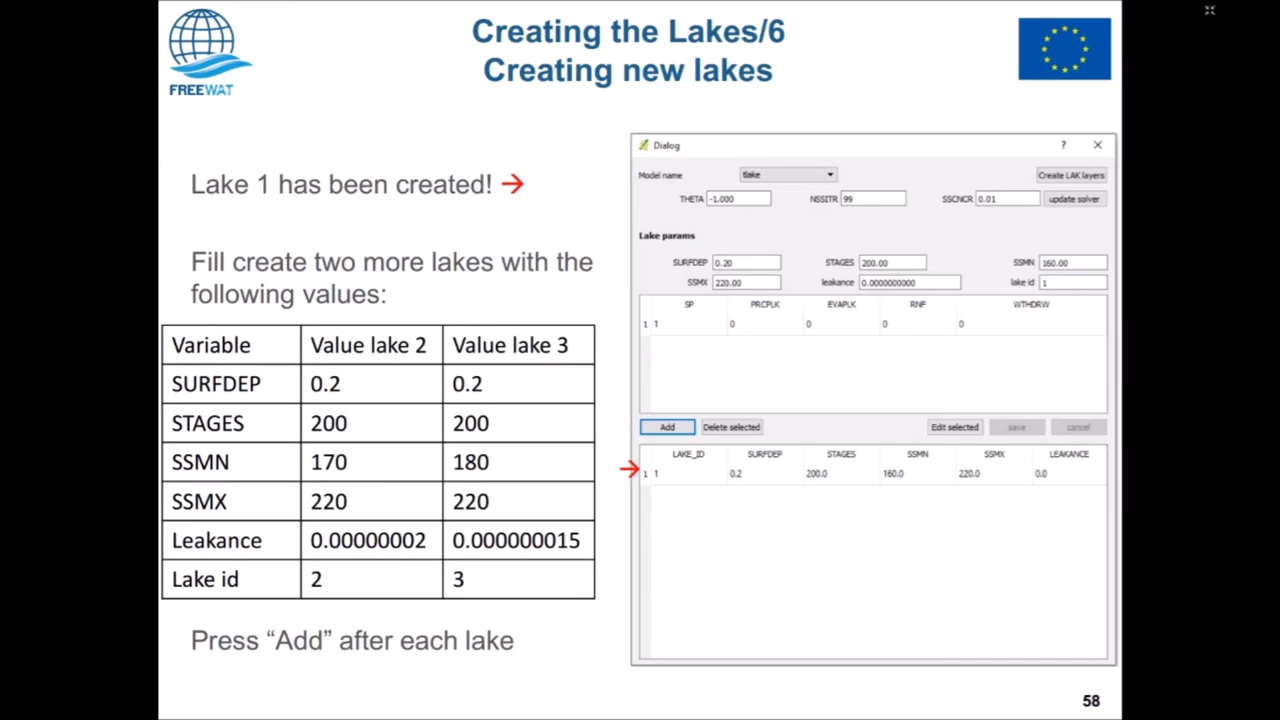 Creating the Lakes/6
Creating new lakes
FREEWAT
Lake 1 has been created!
Fill create two more lakes with the
following values:
Variable Value lake 2 Value lake 3
SURFDEP 0.2 0.2
STAGES 200 200
SSMN 170 180
SSMX 220 220
Leakance 0.00000002 0.000000015
Lake id 2 3
Press “Add” after each lake
Dialog ? ×
Model name tlake Create LAK layers
THETA -1.000 NSSITR 99 SSCNCR 0.01 update solver
Lake params
SURFDEP 0.20 STAGES 200.00 SSMN 160.00
SSMX 220.00 leakance 0.0000000000 lake id 1
SP PRCPLK EVAPLK RNF WTHDRW
1 1 0 0 0 0
Add Delete selected Edit selected save cancel
LAKE_ID SURFDEP STAGES SSMN SSMX LEAKANCE
1 1 0.2 200.0 160.0 220.0 0.0
58